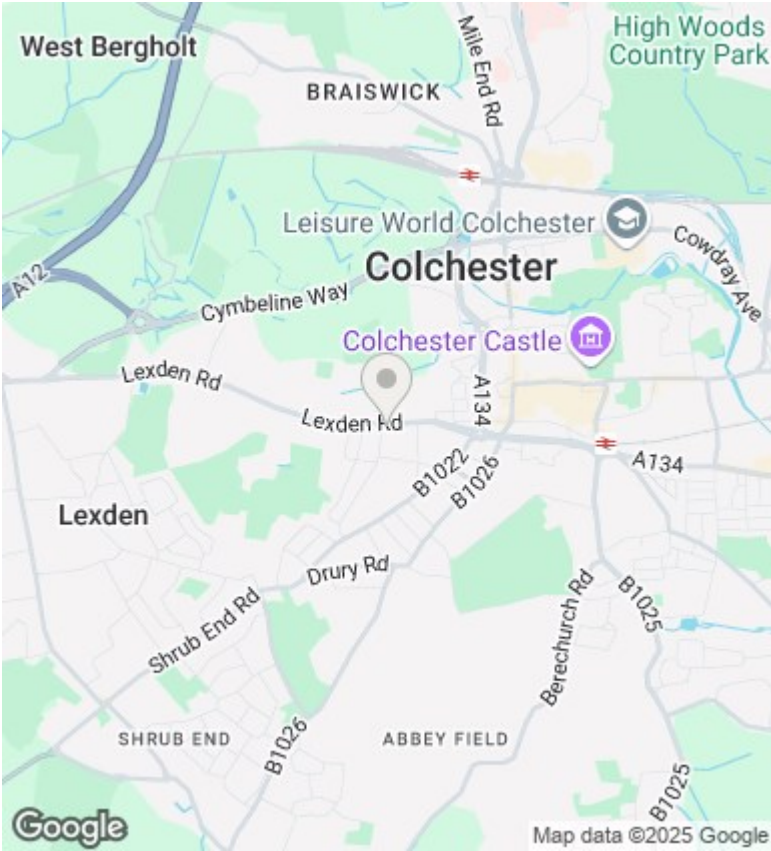 West Bergholt
Mile End Rd
High Woods
Country Park
BRAISWICK
Leisure World Colchester
Cowdray Ave
Colchester
A12
Cymbeline Way
Colchester Castle
Lexden Rd
A134
Lexden Rd
B1022
B1026
A134
Lexden
Drury Rd
Shrub End Rd
Berechurch Rd
B1025
SHRUB END
B1026
ABBEY FIELD
B1025
Google
Map data ©2025 Google